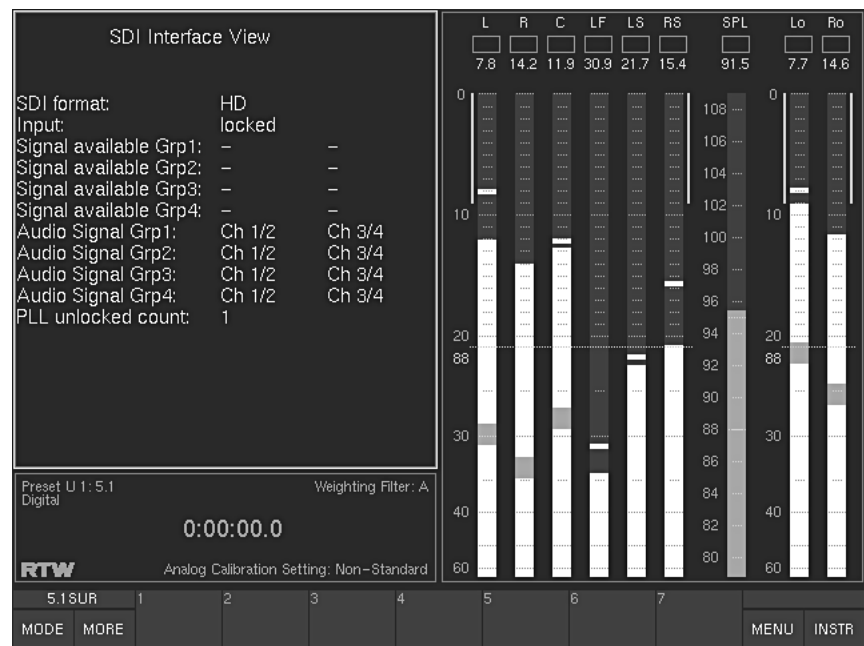 SDI Interface View
SDI format: HD
Input: locked
Signal available Grp1: – –
Signal available Grp2: – –
Signal available Grp3: – –
Signal available Grp4: – –
Audio Signal Grp1: Ch 1/2 Ch 3/4
Audio Signal Grp2: Ch 1/2 Ch 3/4
Audio Signal Grp3: Ch 1/2 Ch 3/4
Audio Signal Grp4: Ch 1/2 Ch 3/4
PLL unlocked count: 1
Preset U 1: 5.1 Weighting Filter: A
Digital
0:00:00.0
RTW Analog Calibration Setting: Non-Standard
L R C LF LS RS SPL Lo Ro
7.8 14.2 11.9 30.9 21.7 15.4 91.5 7.7 14.6
0 0
108
106
104
102
10 10
100
98
96
94
20 20
88 88
92
90
88
30 30
86
84
40 40
82
80
60 60
5.1SUR 1 2 3 4 5 6 7
MODE MORE MENU INSTR